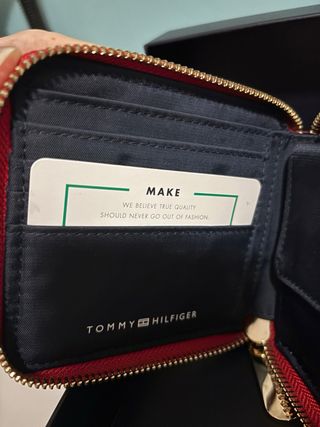 MAKE
WE BELIEVE TRUE QUALITY
SHOULD NEVER GO OUT OF FASHION.
TOMMY HILFIGER